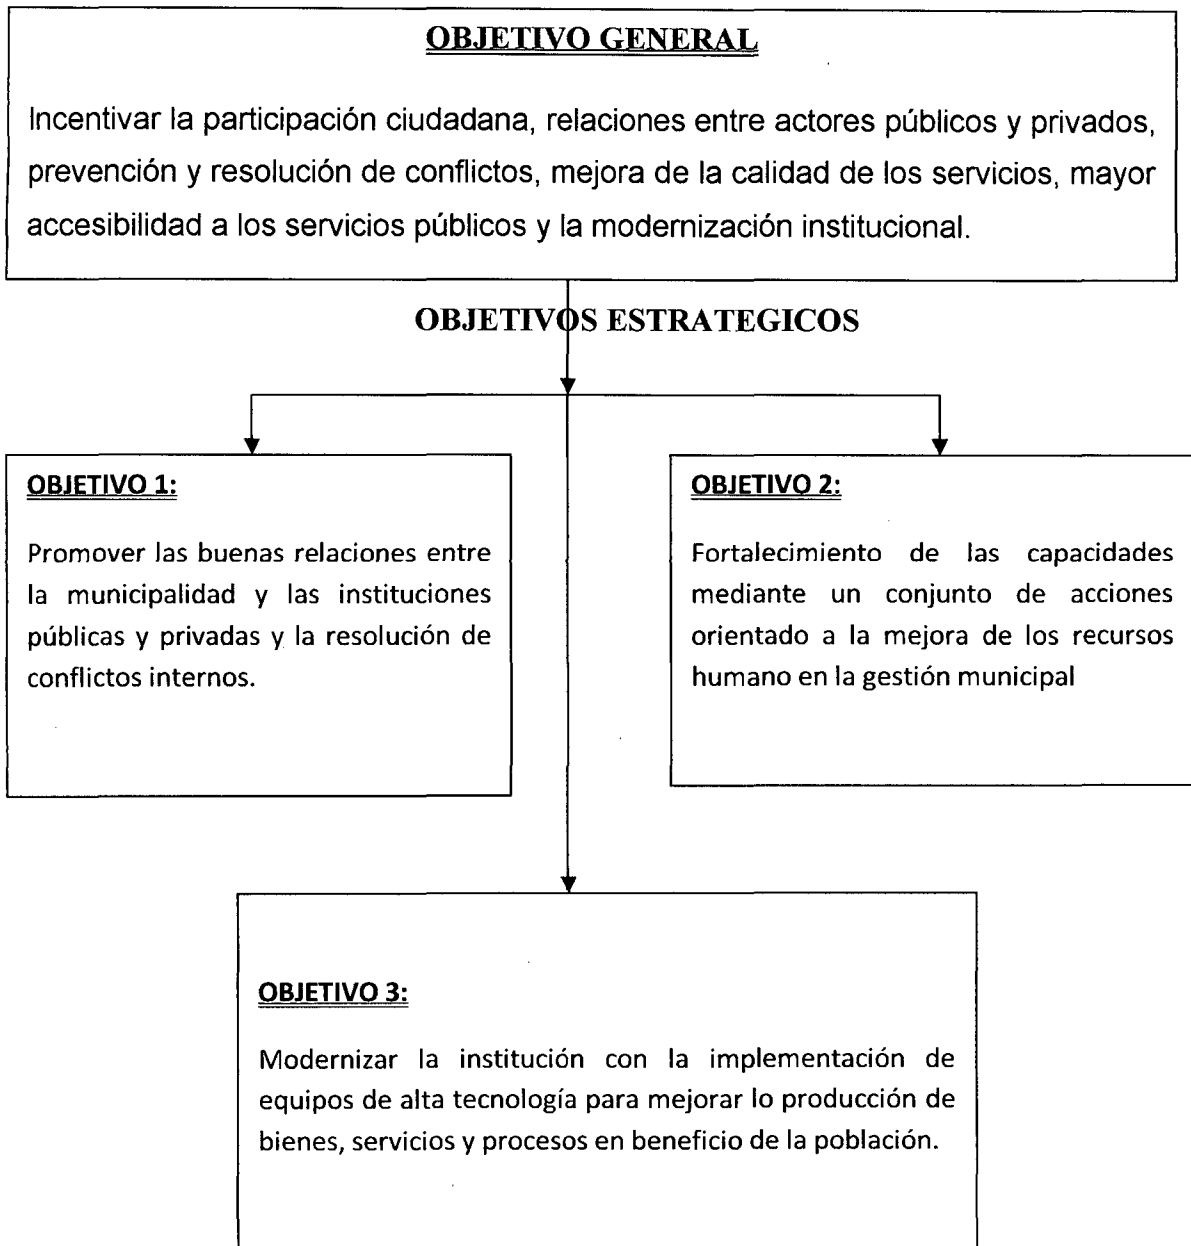 OBJETIVO GENERAL
Incentivar la participación ciudadana, relaciones entre actores públicos y privados,
prevención y resolución de conflictos, mejora de la calidad de los servicios, mayor
accesibilidad a los servicios públicos y la modernización institucional.
OBJETIVOS ESTRATEGICOS
OBJETIVO 1:
Promover las buenas relaciones entre
la municipalidad y las instituciones
públicas y privadas y la resolución de
conflictos internos.
OBJETIVO 2:
Fortalecimiento de las capacidades
mediante un conjunto de acciones
orientado a la mejora de los recursos
humano en la gestión municipal
OBJETIVO 3:
Modernizar la institución con la implementación de
equipos de alta tecnología para mejorar lo producción de
bienes, servicios y procesos en beneficio de la población.